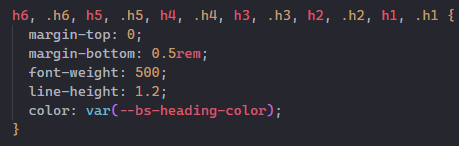 h6, .h6, h5, .h5, h4, .h4, h3, .h3, h2, .h2, h1, .h1 {
  margin-top: 0;
  margin-bottom: 0.5rem;
  font-weight: 500;
  line-height: 1.2;
  color: var(--bs-heading-color);
}